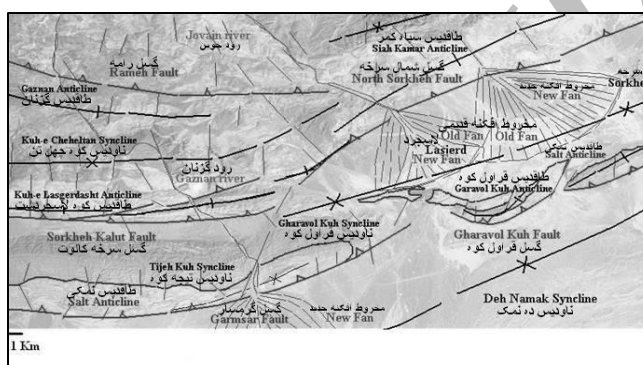 Jovain river
رود جوین
طاقدیس سیاه کمر
Siah Kamar Anticline
گسل رامه
Rameh Fault
گسل شمال سرخه
North Sorkheh Fault
Gaznan Anticline
طاقدیس گزنان
مخروط افکنه جدید
New Fan
سرخه
Sorkheh
مخروط افکنه قدیمی
Old Fan
Old Fan
Kuh-e Cheheltan Syncline
ناودیس کوه چهل تن
رود گزنان
Gaznan river
لاسجرد
Lasjerd
New Fan
طاقدیس نمکی
Salt Anticline
Kuh-e Lasgerdasht Anticline
طاقدیس قراول کوه
Garavol Kuh Anticline
Sorkheh Kalut Fault
گسل سرخه کالوت
Gharavol Kuh Syncline
ناودیس قراول کوه
Gharavol Kuh Fault
گسل قراول کوه
Tijeh Kuh Syncline
ناودیس تیجه کوه
طاقدیس نمکی
Salt Anticline
گسل گرمسار
Garmsar Fault
مخروط افکنه جدید
New Fan
Deh Namak Syncline
ناودیس ده نمک
1 Km